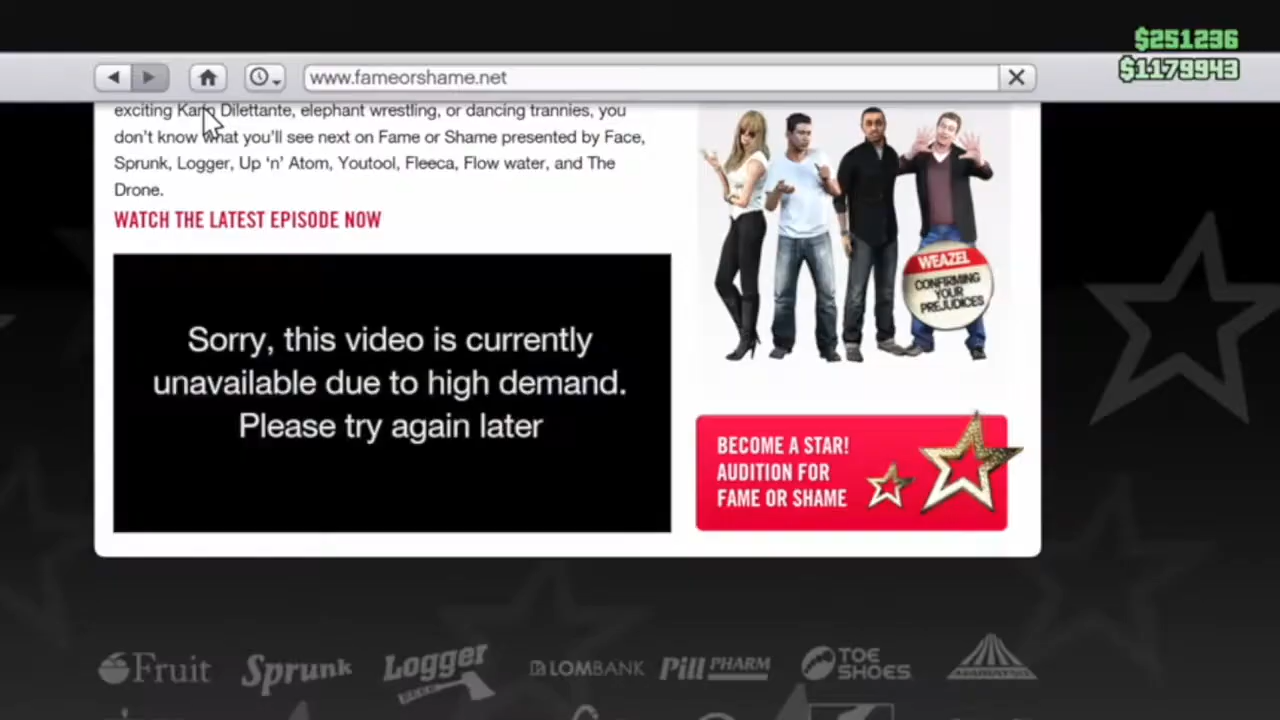 $251236
$1179943
www.fameorshame.net
exciting Karin Dilettante, elephant wrestling, or dancing trannies, you
don't know what you'll see next on Fame or Shame presented by Face,
Sprunk, Logger, Up 'n' Atom, Youtool, Fleeca, Flow water, and The
Drone.
WATCH THE LATEST EPISODE NOW
Sorry, this video is currently
unavailable due to high demand.
Please try again later
WEAZEL
CONFIRMING
YOUR
PREJUDICES
BECOME A STAR!
AUDITION FOR
FAME OR SHAME
Fruit
Sprunk
Logger
BEER
LOMBANK
Pill PHARM
TOE
SHOES